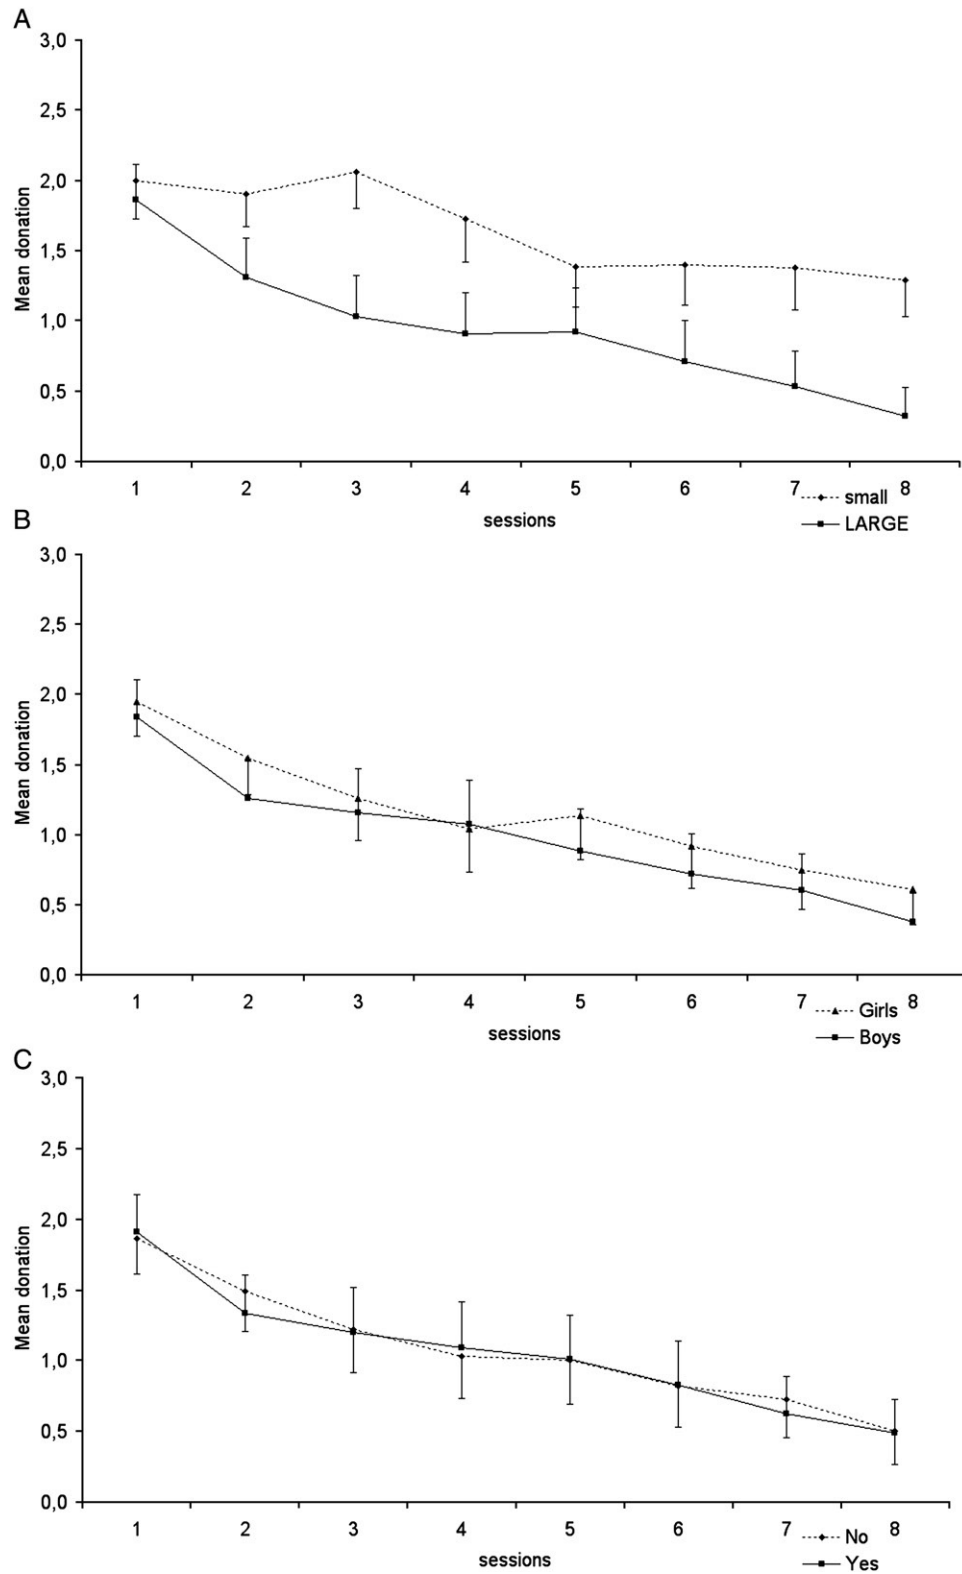 A
3,0
2,5
2,0
1,5
1,0
0,5
0,0
Mean donation
1 2 3 4 5 6 7 8
sessions
small
LARGE
B
3,0
2,5
2,0
1,5
1,0
0,5
0,0
Mean donation
1 2 3 4 5 6 7 8
sessions
Girls
Boys
C
3,0
2,5
2,0
1,5
1,0
0,5
0,0
Mean donation
1 2 3 4 5 6 7 8
sessions
No
Yes